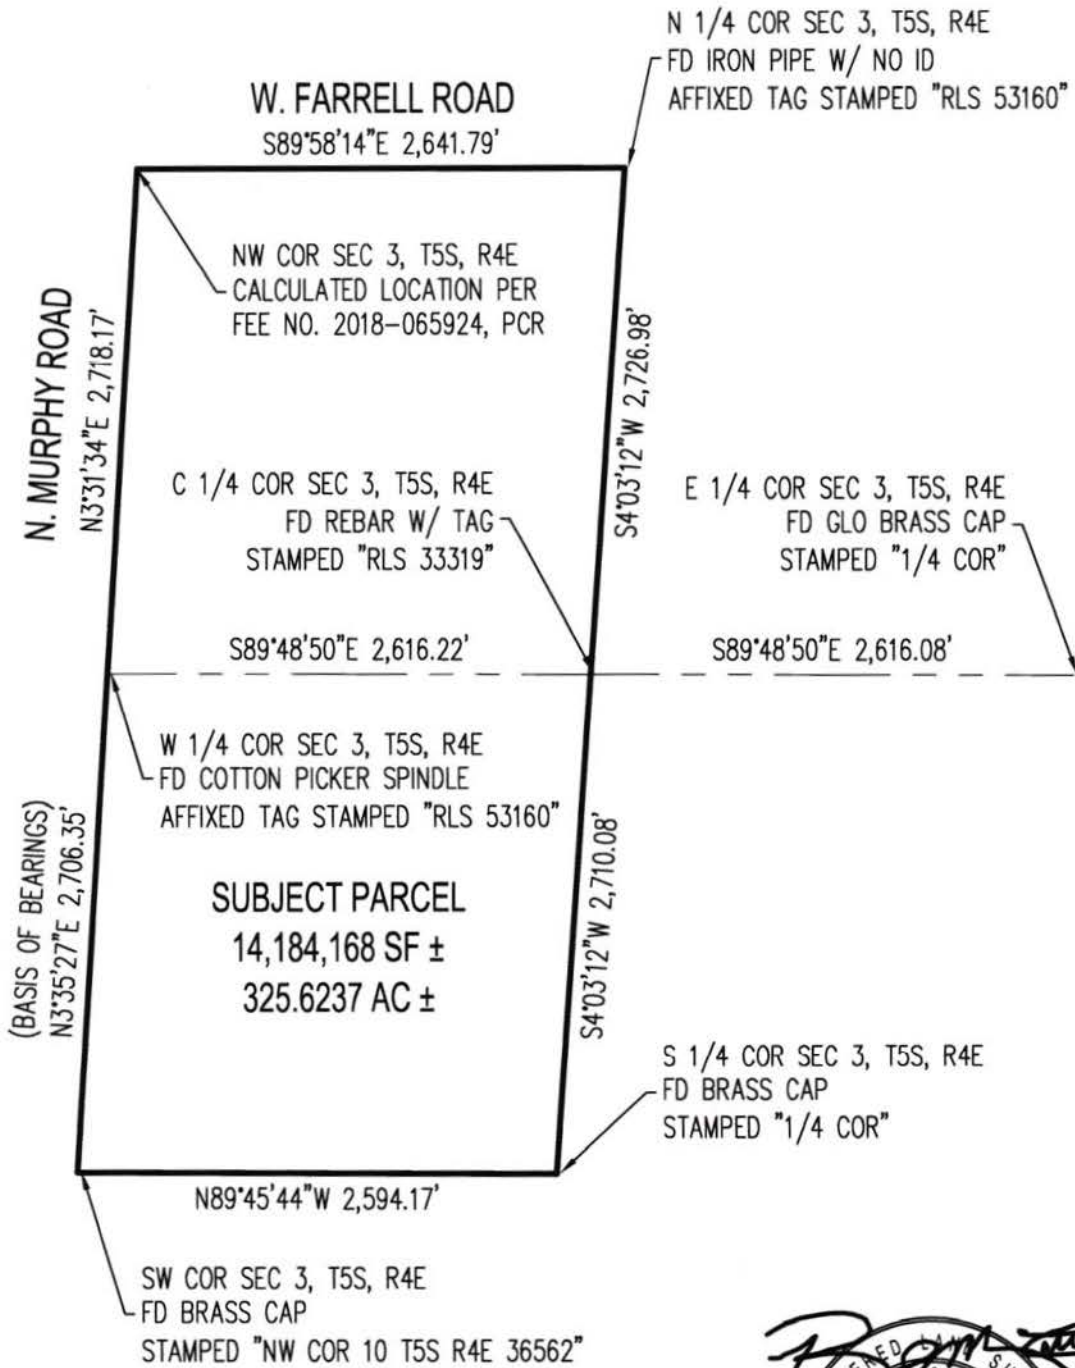 N 1/4 COR SEC 3, T5S, R4E
FD IRON PIPE W/ NO ID
AFFIXED TAG STAMPED "RLS 53160"
W. FARRELL ROAD
S89°58'14"E 2,641.79'
NW COR SEC 3, T5S, R4E
CALCULATED LOCATION PER
FEE NO. 2018-065924, PCR
N. MURPHY ROAD
N3°31'34"E 2,718.17'
S4°03'12"W 2,726.98'
C 1/4 COR SEC 3, T5S, R4E
FD REBAR W/ TAG
STAMPED "RLS 33319"
E 1/4 COR SEC 3, T5S, R4E
FD GLO BRASS CAP
STAMPED "1/4 COR"
S89°48'50"E 2,616.22'
S89°48'50"E 2,616.08'
W 1/4 COR SEC 3, T5S, R4E
FD COTTON PICKER SPINDLE
AFFIXED TAG STAMPED "RLS 53160"
(BASIS OF BEARINGS)
N3°35'27"E 2,706.35'
SUBJECT PARCEL
14,184,168 SF ±
325.6237 AC ±
S4°03'12"W 2,710.08'
S 1/4 COR SEC 3, T5S, R4E
FD BRASS CAP
STAMPED "1/4 COR"
N89°45'44"W 2,594.17'
SW COR SEC 3, T5S, R4E
FD BRASS CAP
STAMPED "NW COR 10 T5S R4E 36562"